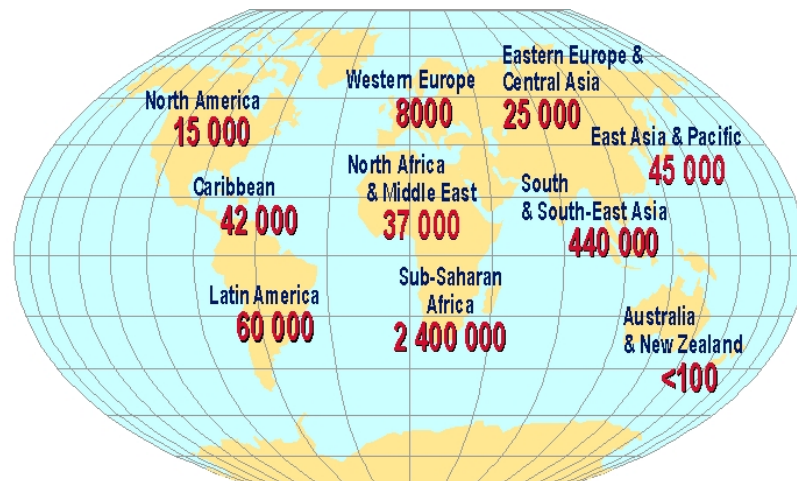 Eastern Europe &
Central Asia
25 000
Western Europe
8000
North America
15 000
East Asia & Pacific
45 000
North Africa
& Middle East
37 000
Caribbean
42 000
South
& South-East Asia
440 000
Sub-Saharan
Africa
2 400 000
Latin America
60 000
Australia
& New Zealand
<100